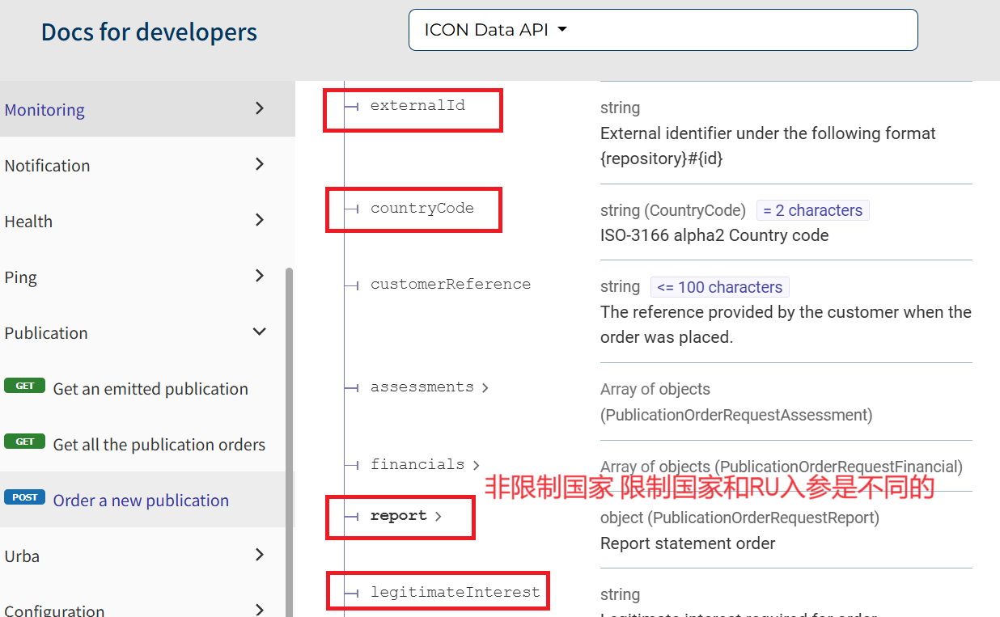 Docs for developers
ICON Data API
Monitoring
Notification
Health
Ping
Publication
GET Get an emitted publication
GET Get all the publication orders
POST Order a new publication
Urba
Configuration
externalId
string
External identifier under the following format
{repository}#{id}
countryCode
string (CountryCode) = 2 characters
ISO-3166 alpha2 Country code
customerReference
string <= 100 characters
The reference provided by the customer when the
order was placed.
assessments
Array of objects
(PublicationOrderRequestAssessment)
financials
Array of objects (PublicationOrderRequestFinancial)
非限制国家 限制国家和RU入参是不同的
report
object (PublicationOrderRequestReport)
Report statement order
legitimateInterest
string
Legitimate interest required for order